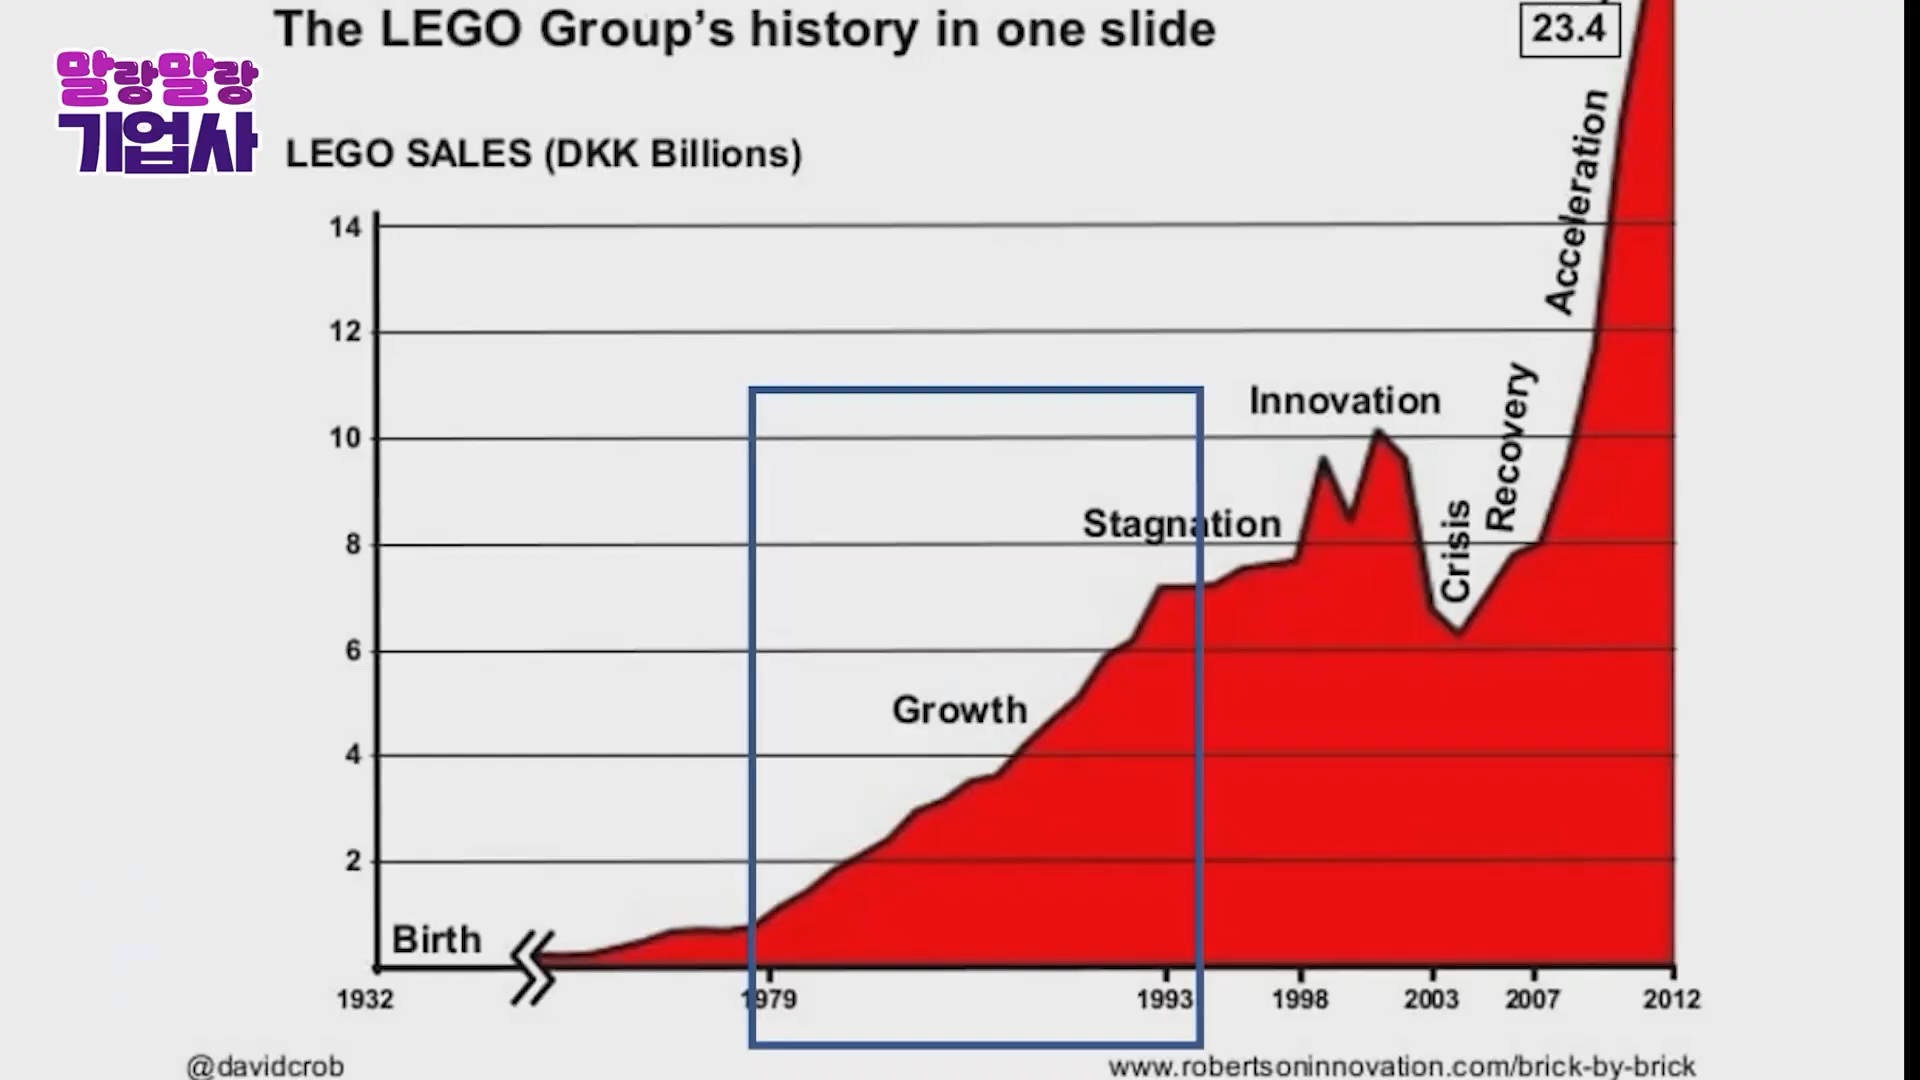 The LEGO Group's history in one slide
23.4
말랑말랑
기업사
LEGO SALES (DKK Billions)
Acceleration
14
12
Innovation
Recovery
10
Stagnation
Crisis
8
6
Growth
4
2
Birth
1932
1979
1993
1998
2003
2007
2012
@davidcrob
www.robertsoninnovation.com/brick-by-brick